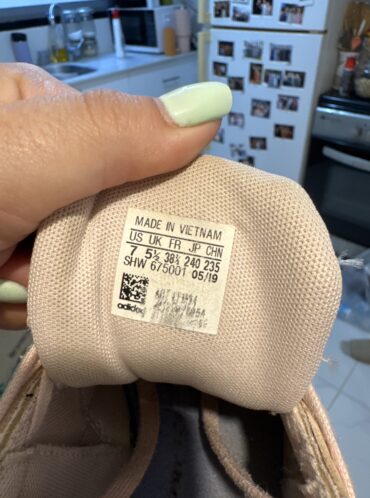 MADE IN VIETNAM
US UK FR JP CHN
7 5½ 38⅔ 240 235
SHW 675001 05/19
adidas